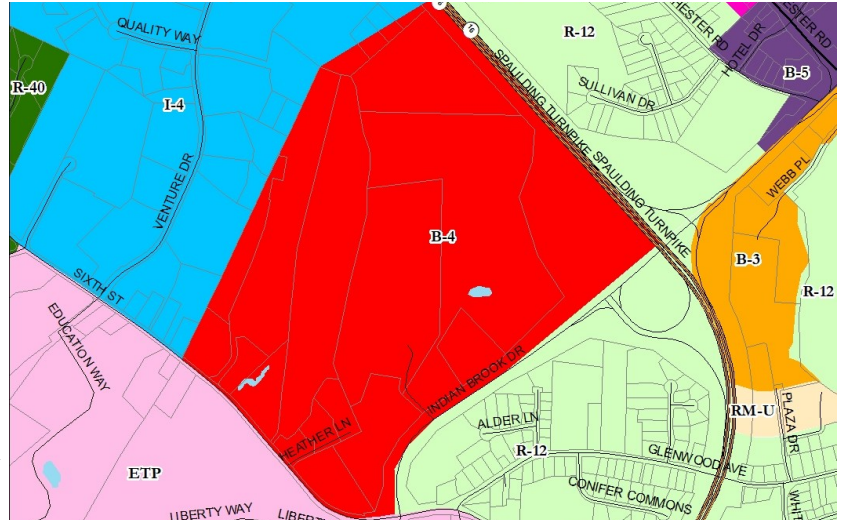 QUALITY WAY
R-40
I-4
VENTURE DR
SIXTH ST
EDUCATION WAY
ETP
LIBERTY WAY
HEATHER LN
B-4
INDIAN BROOK DR
16
SPAULDING TURNPIKE
SPAULDING TURNPIKE
R-12
SULLIVAN DR
HOTEL DR
B-5
WEBB PL
B-3
R-12
RM-U
PLAZA DR
ALDER LN
R-12
GLENWOOD AVE
CONIFER COMMONS